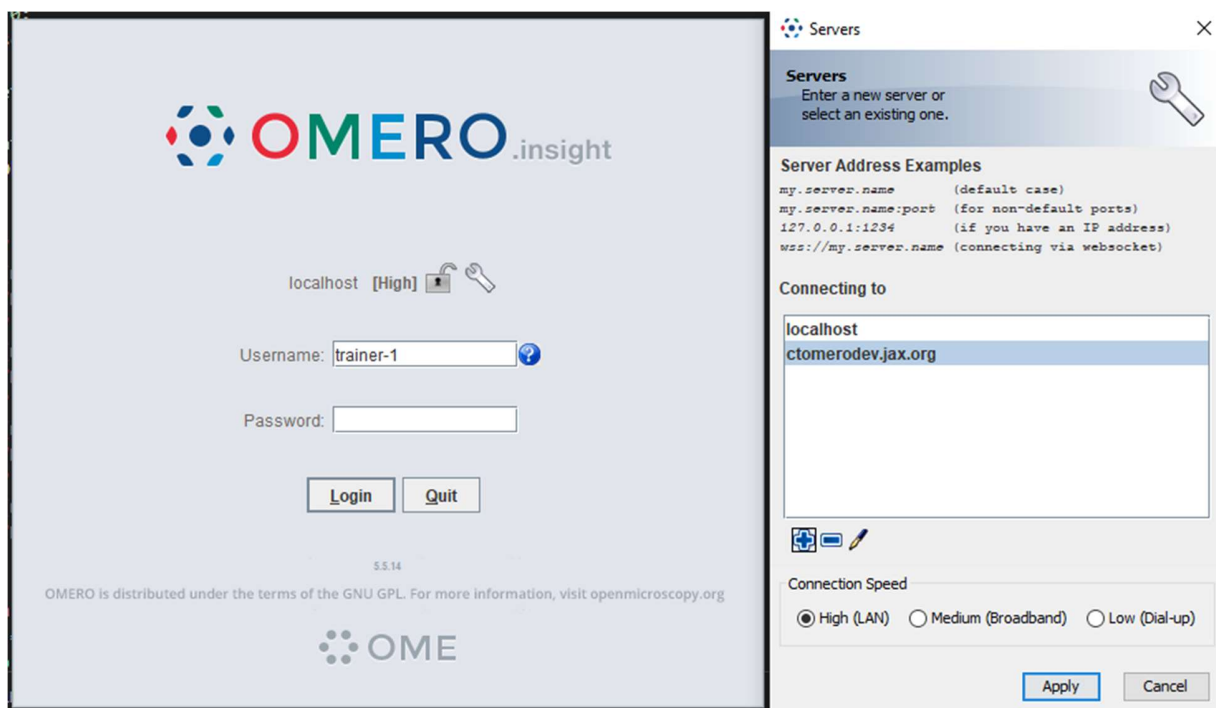 OMERO.insight
localhost [High]
Username: trainer-1
Password:
Login Quit
5.5.14
OMERO is distributed under the terms of the GNU GPL. For more information, visit openmicroscopy.org
OME
Servers
Servers
Enter a new server or
select an existing one.
Server Address Examples
my.server.name (default case)
my.server.name:port (for non-default ports)
127.0.0.1:1234 (if you have an IP address)
wss://my.server.name (connecting via websocket)
Connecting to
localhost
ctomerodev.jax.org
Connection Speed
High (LAN) Medium (Broadband) Low (Dial-up)
Apply Cancel